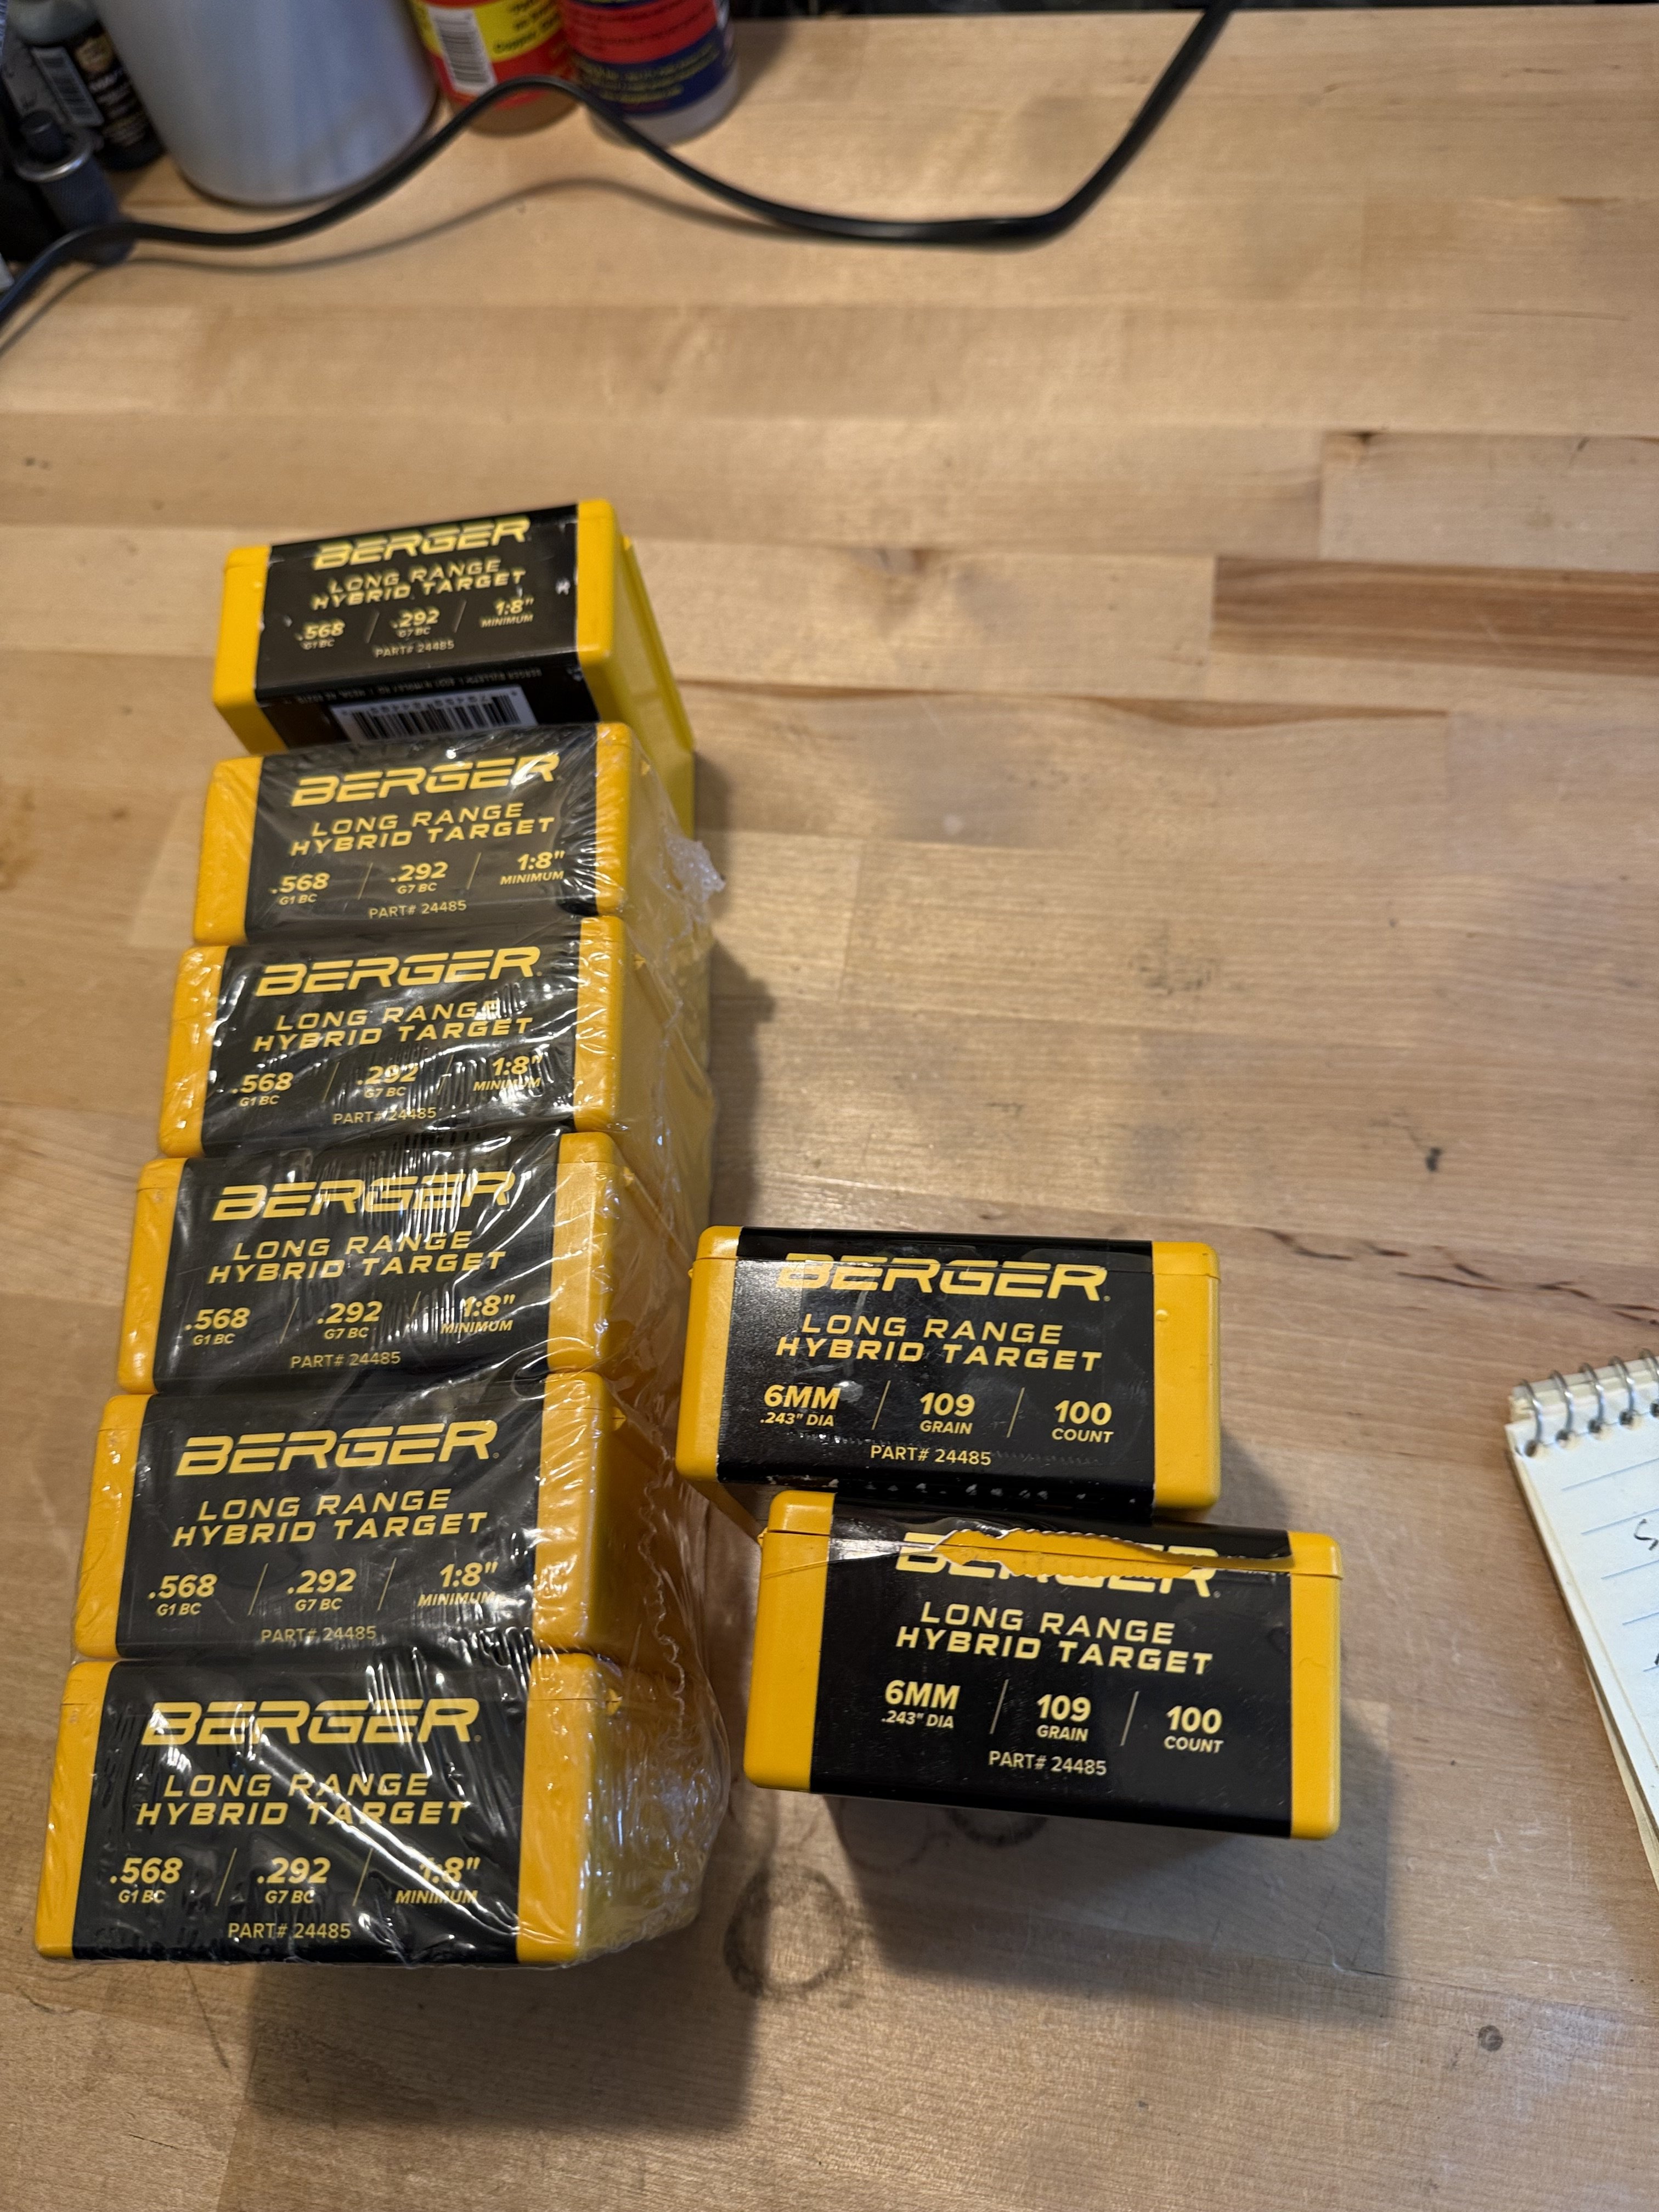 BERGER
LONG RANGE
HYBRID TARGET
.568 / .292 / 1:8"
G1 BC G7 BC MINIMUM
PART# 24485
BERGER
LONG RANGE
HYBRID TARGET
.568 / .292 / 1:8"
G1 BC G7 BC MINIMUM
PART# 24485
BERGER
LONG RANGE
HYBRID TARGET
.568 / .292 / 1:8"
G1 BC G7 BC MINIMUM
PART# 24485
BERGER
LONG RANGE
HYBRID TARGET
.568 / .292 / 1:8"
G1 BC G7 BC MINIMUM
PART# 24485
BERGER
LONG RANGE
HYBRID TARGET
.568 / .292 / 1:8"
G1 BC G7 BC MINIMUM
PART# 24485
BERGER
LONG RANGE
HYBRID TARGET
.568 / .292 / 1:8"
G1 BC G7 BC MINIMUM
PART# 24485
BERGER
LONG RANGE
HYBRID TARGET
6MM / 109 / 100
.243" DIA GRAIN COUNT
PART# 24485
BERGER
LONG RANGE
HYBRID TARGET
6MM / 109 / 100
.243" DIA GRAIN COUNT
PART# 24485